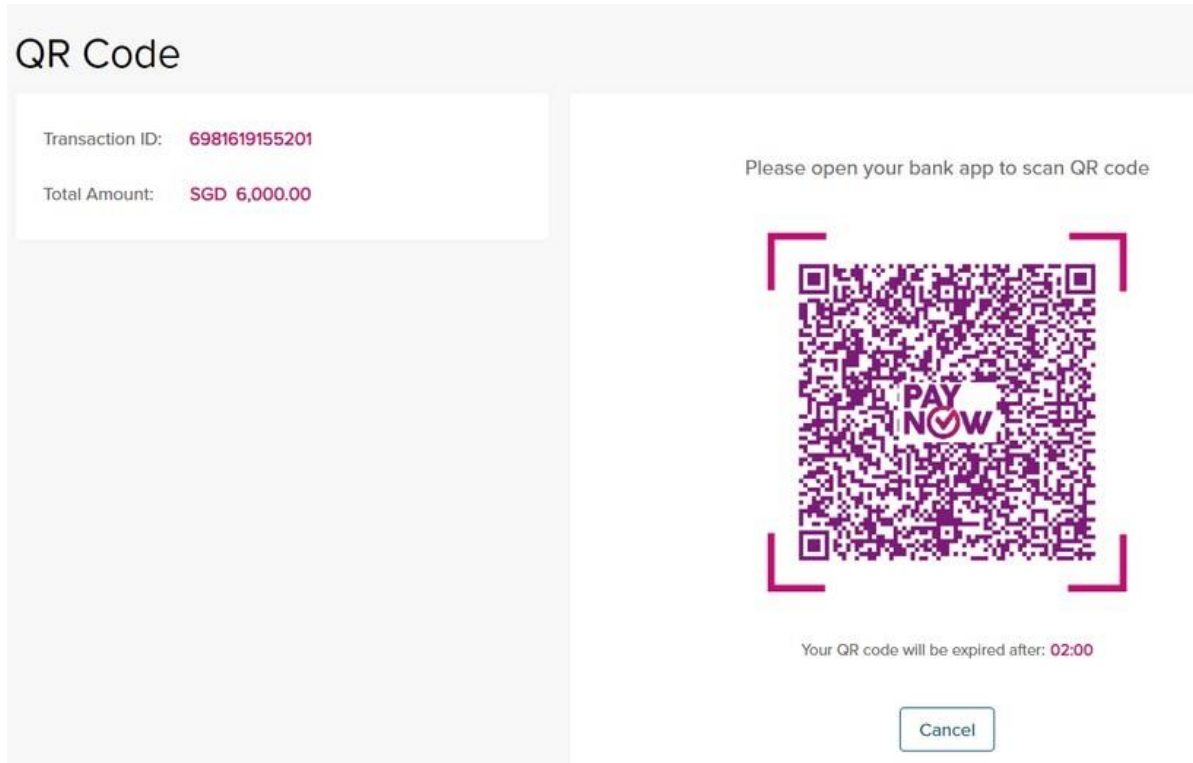 QR Code
Transaction ID: 6981619155201
Total Amount: SGD 6,000.00
Please open your bank app to scan QR code
PAY
NOW
Your QR code will be expired after: 02:00
Cancel